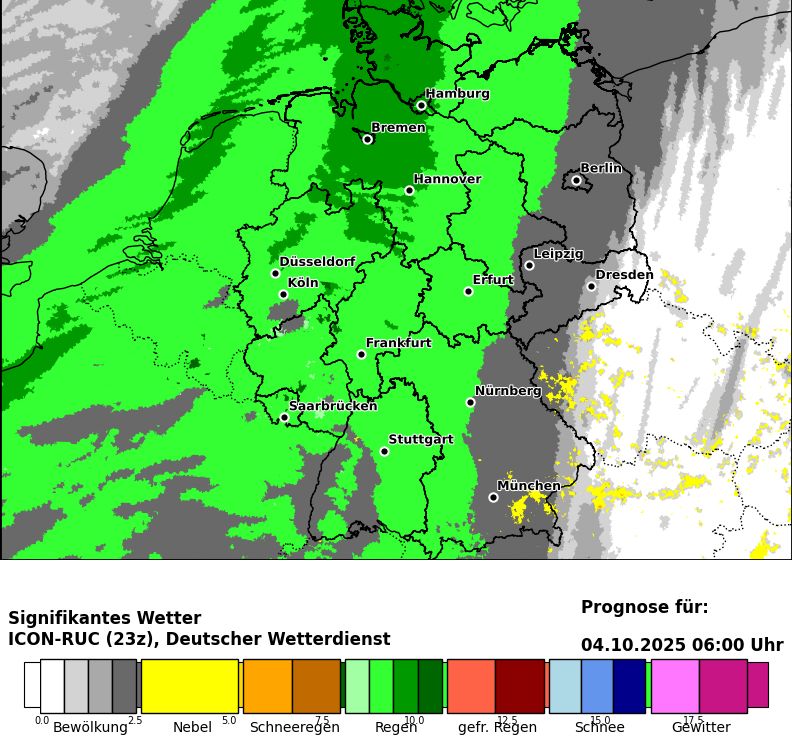 Hamburg
Bremen
Berlin
Hannover
Leipzig
Düsseldorf
Dresden
Köln
Erfurt
Frankfurt
Nürnberg
Saarbrücken
Stuttgart
München
Signifikantes Wetter
ICON-RUC (23z), Deutscher Wetterdienst
Prognose für:
04.10.2025 06:00 Uhr
0.0 2.5 5.0 7.5 10.0 12.5 15.0 17.5
Bewölkung Nebel Schneeregen Regen gefr. Regen Schnee Gewitter